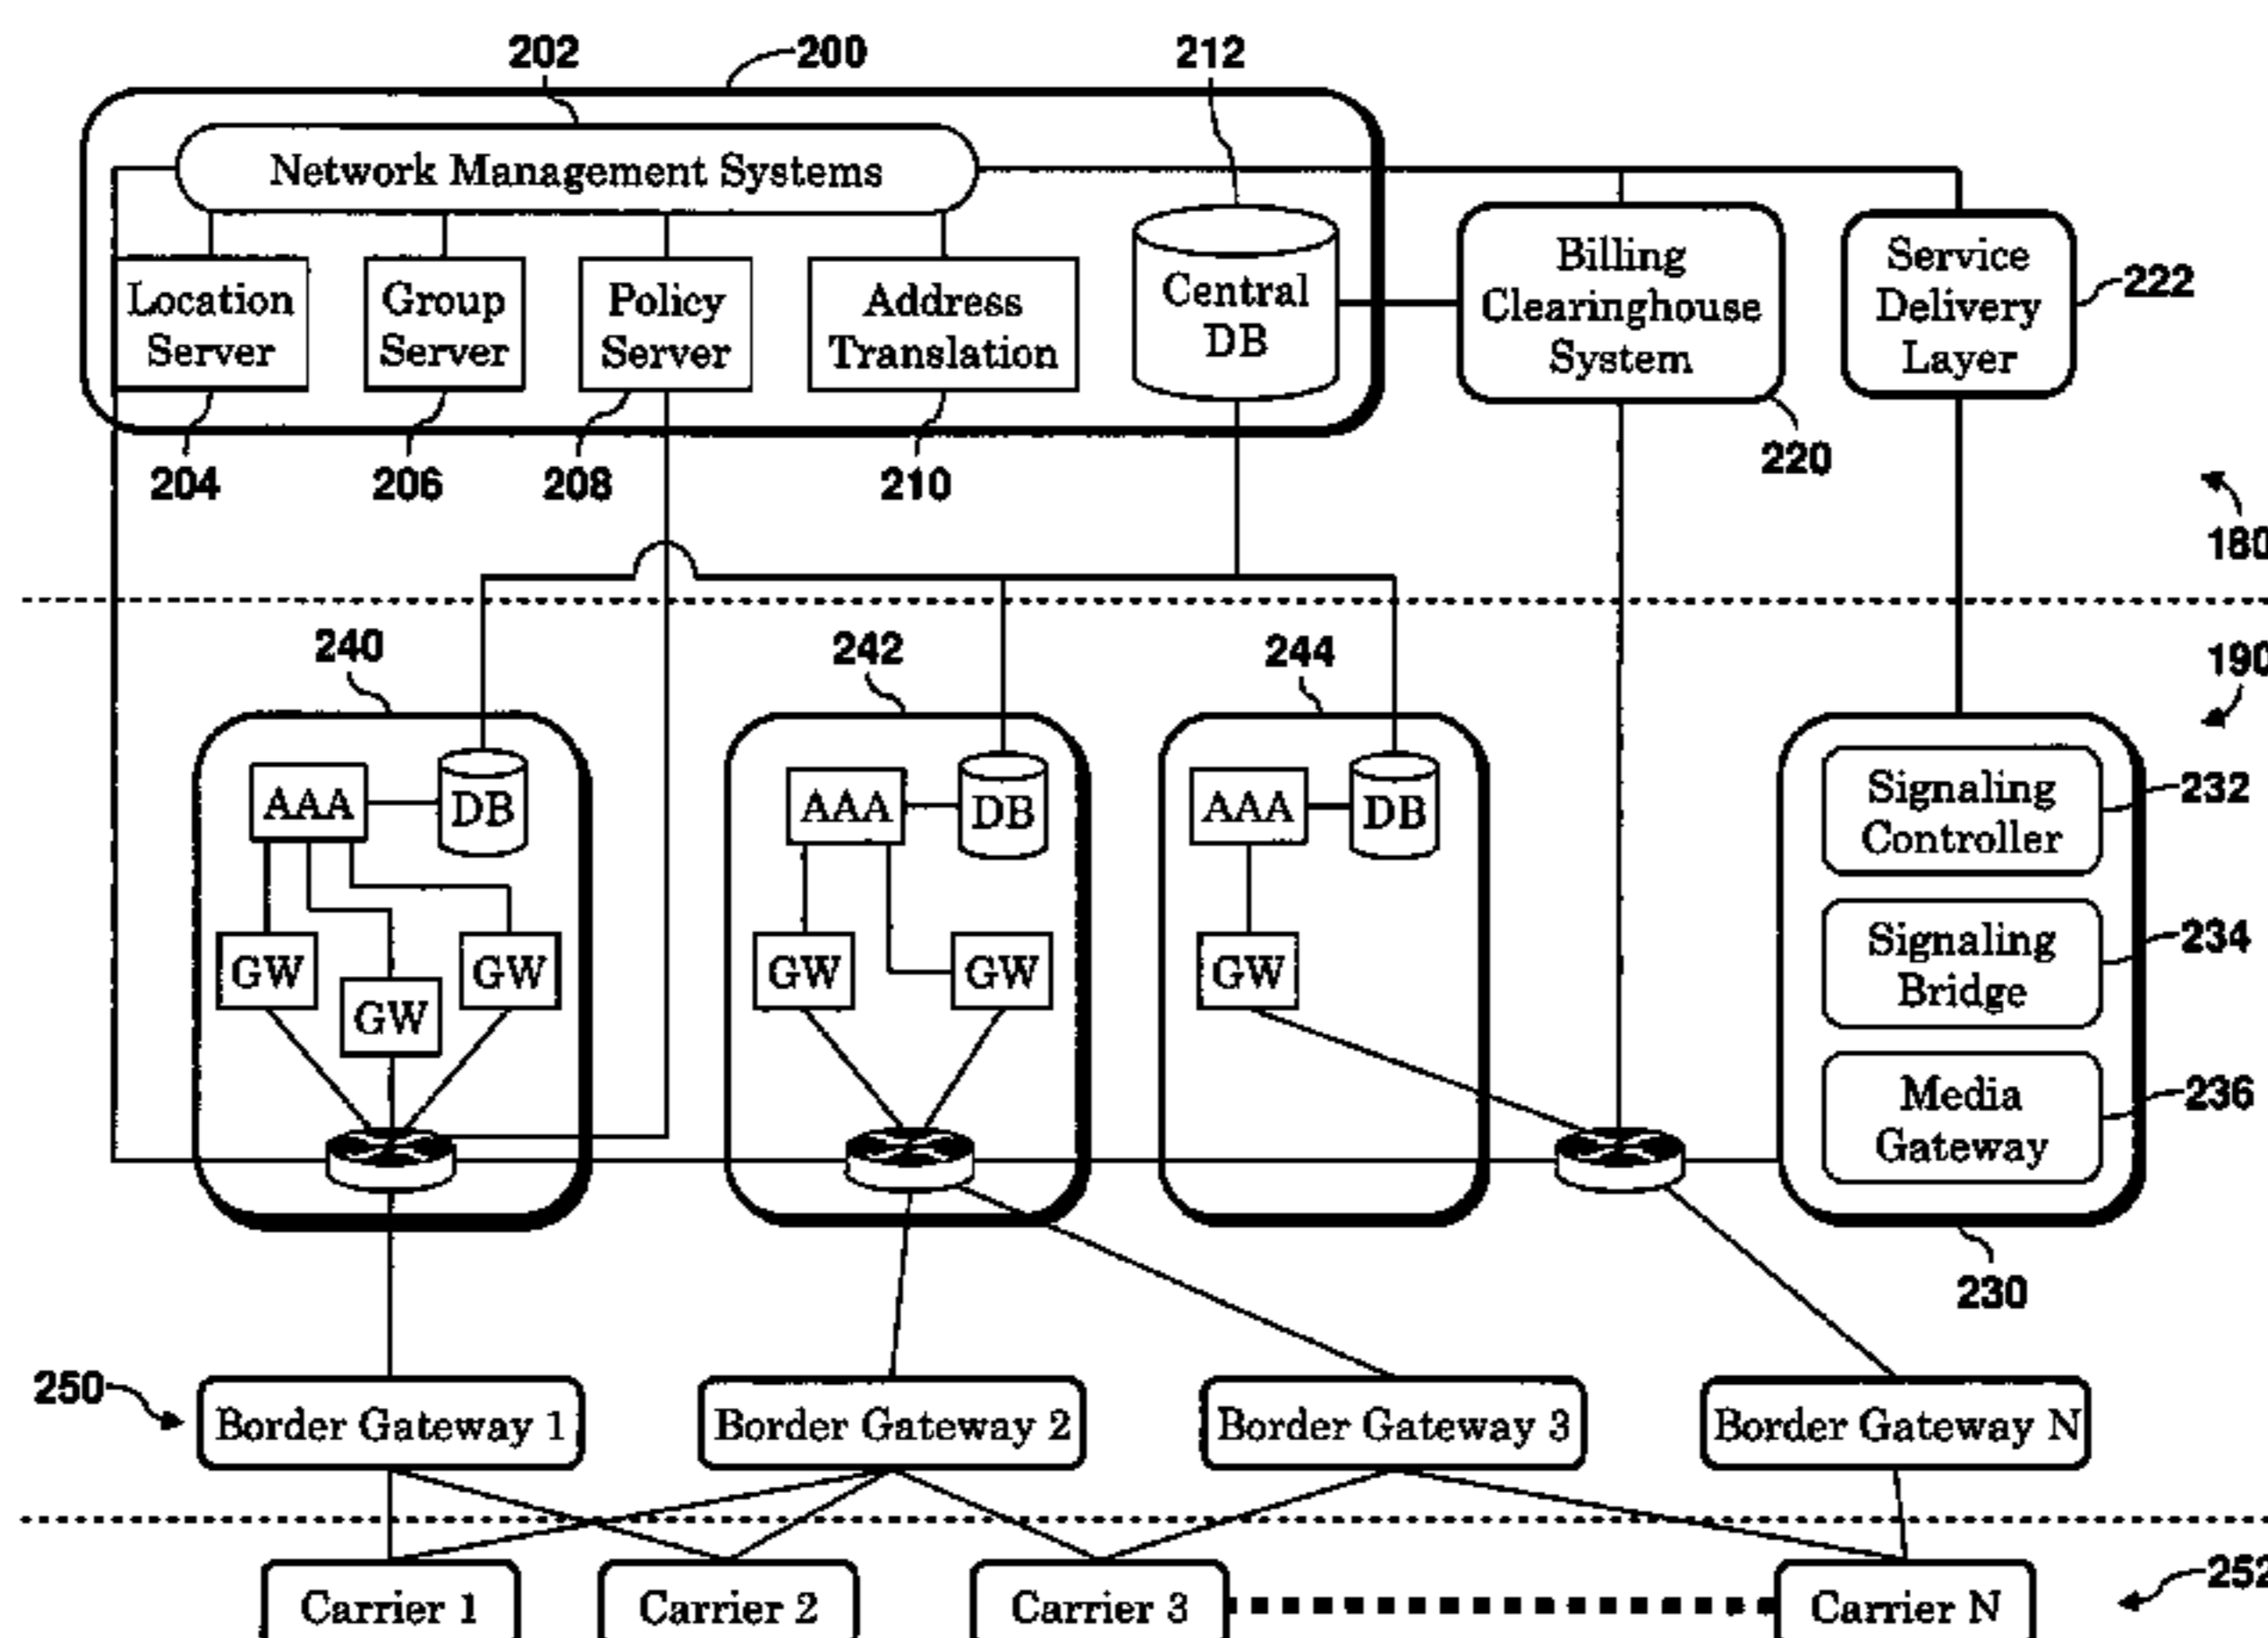 202
200
212
Network Management Systems
Location
Server
Group
Server
Policy
Server
Address
Translation
Central
DB
Billing
Clearinghouse
System
Service
Delivery
Layer
222
204
206
208
210
220
180
190
240
242
244
AAA
DB
GW
GW
GW
AAA
DB
GW
GW
AAA
DB
GW
Signaling
Controller
232
Signaling
Bridge
234
Media
Gateway
236
230
250
Border Gateway 1
Border Gateway 2
Border Gateway 3
Border Gateway N
Carrier 1
Carrier 2
Carrier 3
Carrier N
252